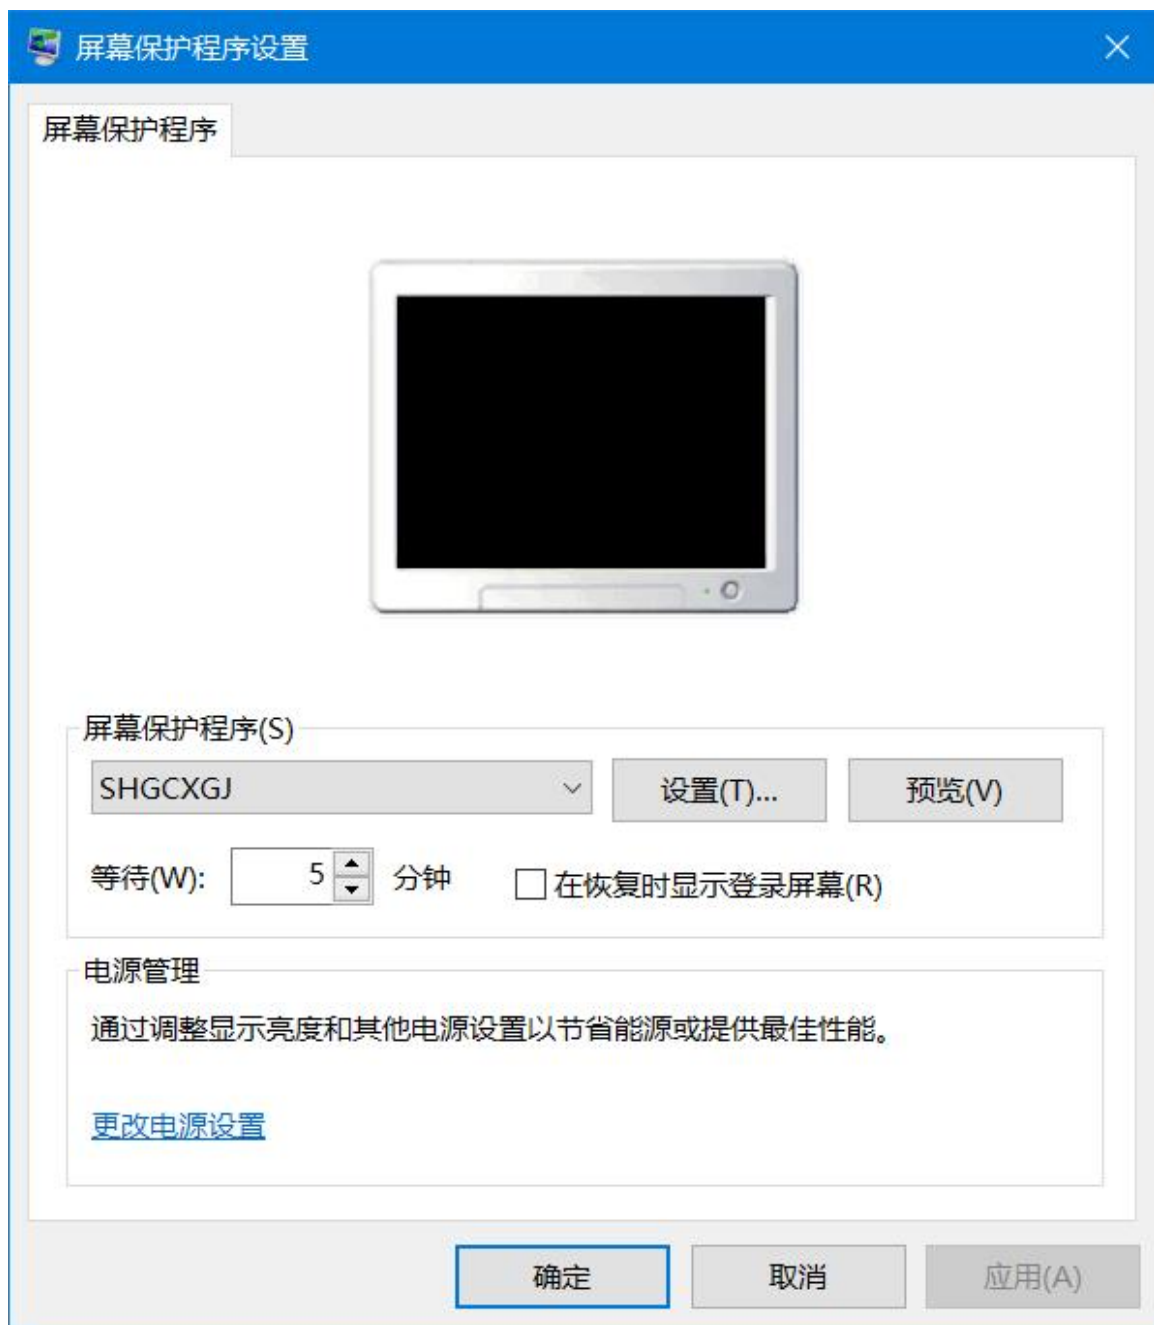 屏幕保护程序设置
屏幕保护程序
屏幕保护程序(S)
SHGCXGJ
设置(T)...
预览(V)
等待(W):
5
分钟
在恢复时显示登录屏幕(R)
电源管理
通过调整显示亮度和其他电源设置以节省能源或提供最佳性能。
更改电源设置
确定
取消
应用(A)